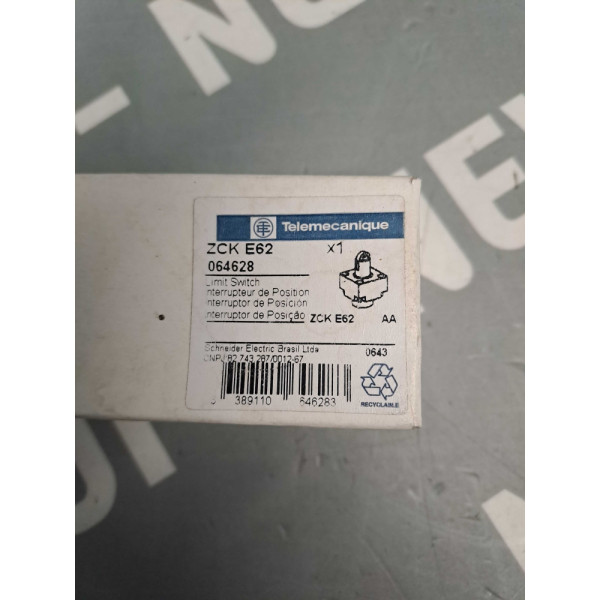 Telemecanique
ZCK E62 x1
064628
Limit Switch
Interrupteur de Position
Interruptor de Posición
Interruptor de Posição ZCK E62 AA
Schneider Electric Brasil Ltda 0643
CNPJ 82.743.287/0012-67
389110 646283
RECYCLABLE